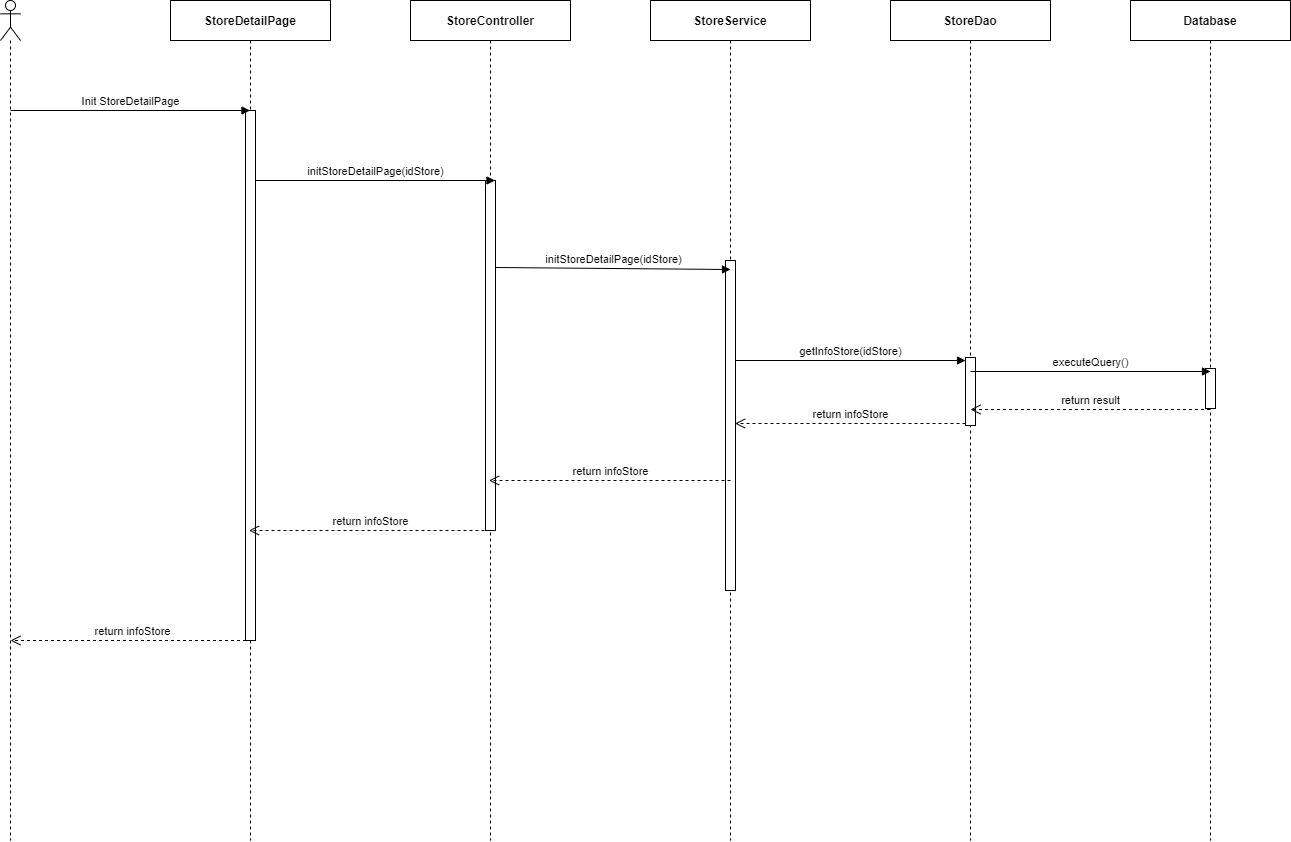 StoreDetailPage
StoreController
StoreService
StoreDao
Database
Init StoreDetailPage
initStoreDetailPage(idStore)
initStoreDetailPage(idStore)
getInfoStore(idStore)
executeQuery()
return result
return infoStore
return infoStore
return infoStore
return infoStore